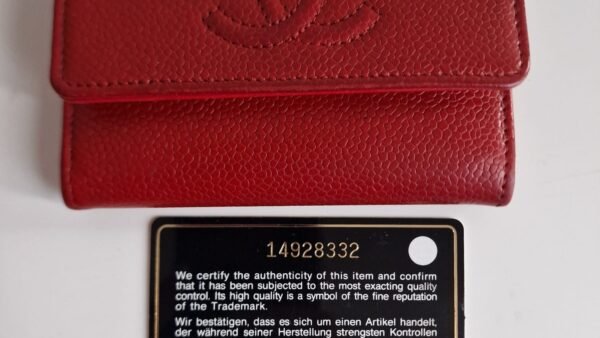 14928332
We certify the authenticity of this item and confirm
that it has been subjected to the most exacting quality
control. Its high quality is a symbol of the fine reputation
of the Trademark.
Wir bestätigen, dass es sich um einen Artikel handelt,
der während seiner Herstellung strengsten Kontrollen